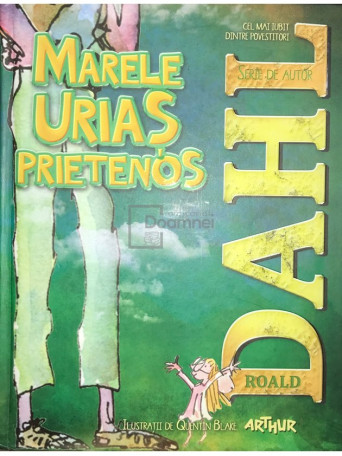 CEL MAI IUBIT
DINTRE POVESTITORI
SERIE DE AUTOR
MARELE
URIAȘ
PRIETENOS
ROALD
DAHL
ILUSTRAȚII DE QUENTIN BLAKE
ARTHUR